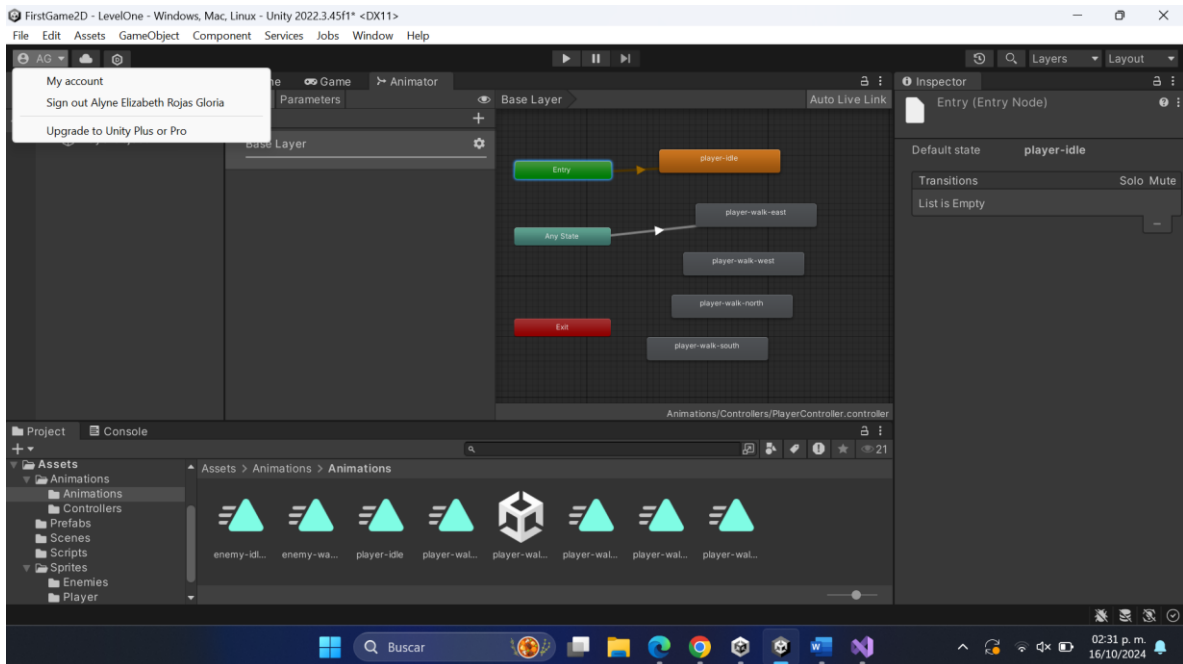 FirstGame2D - LevelOne - Windows, Mac, Linux - Unity 2022.3.45f1* <DX11>
File Edit Assets GameObject Component Services Jobs Window Help
AG
Layers
Layout
My account
Sign out Alyne Elizabeth Rojas Gloria
Upgrade to Unity Plus or Pro
Game
Animator
Parameters
Base Layer
Auto Live Link
Base Layer
Entry
player-idle
player-walk-east
Any State
player-walk-west
player-walk-north
Exit
player-walk-south
Animations/Controllers/PlayerController.controller
Inspector
Entry (Entry Node)
Default state player-idle
Transitions Solo Mute
List is Empty
Project Console
21
Assets
Animations
Animations
Controllers
Prefabs
Scenes
Scripts
Sprites
Enemies
Player
Assets > Animations > Animations
enemy-idl... enemy-wa... player-idle player-wal... player-wal... player-wal... player-wal... player-wal...
Buscar
02:31 p. m.
16/10/2024